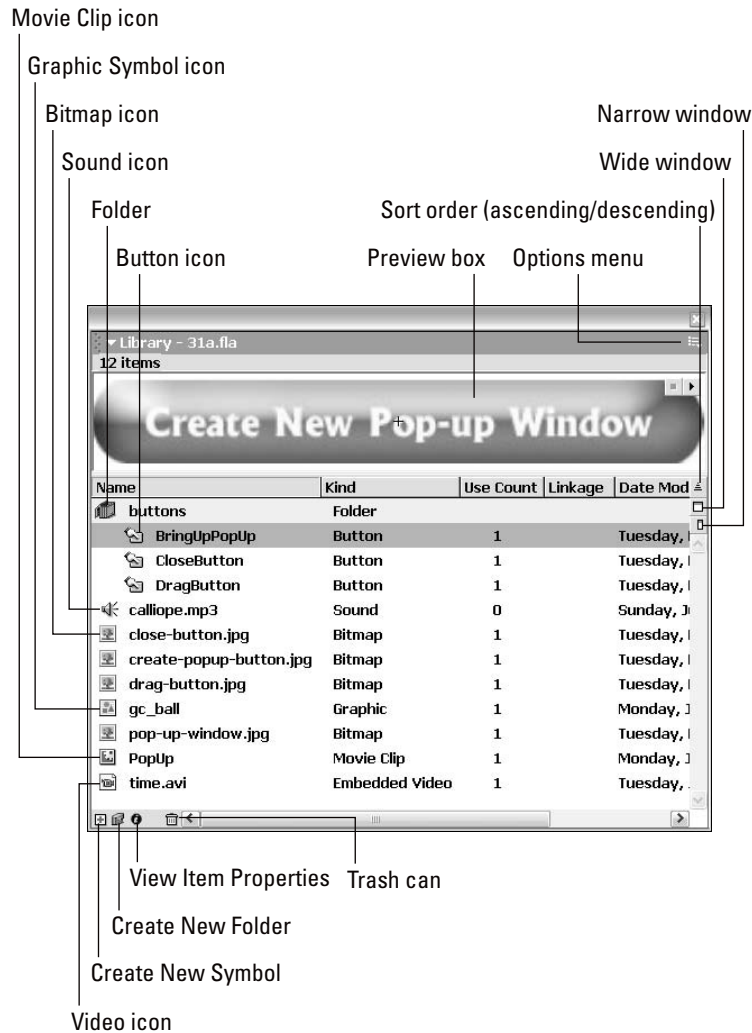 Movie Clip icon
Graphic Symbol icon
Bitmap icon
Narrow window
Sound icon
Wide window
Folder
Sort order (ascending/descending)
Button icon
Preview box
Options menu
Library - 31a.fla
12 items
Create New Pop-up Window
Name Kind Use Count Linkage Date Mod
buttons Folder
BringUpPopUp Button 1 Tuesday,
CloseButton Button 1 Tuesday,
DragButton Button 1 Tuesday,
calliope.mp3 Sound 0 Sunday,
close-button.jpg Bitmap 1 Tuesday,
create-popup-button.jpg Bitmap 1 Tuesday,
drag-button.jpg Bitmap 1 Tuesday,
gc_ball Graphic 1 Monday,
pop-up-window.jpg Bitmap 1 Tuesday,
PopUp Movie Clip 1 Monday,
time.avi Embedded Video 1 Tuesday,
View Item Properties
Trash can
Create New Folder
Create New Symbol
Video icon